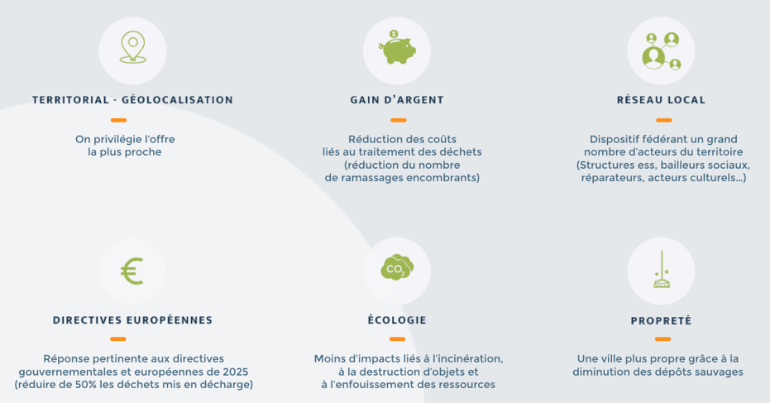 TERRITORIAL - GÉOLOCALISATION
On privilégie l'offre
la plus proche
GAIN D'ARGENT
Réduction des coûts
liés au traitement des déchets
(réduction du nombre
de ramassages encombrants)
RÉSEAU LOCAL
Dispositif fédérant un grand
nombre d'acteurs du territoire
(Structures ess, bailleurs sociaux,
réparateurs, acteurs culturels...)
€
DIRECTIVES EUROPÉENNES
Réponse pertinente aux directives
gouvernementales et européennes de 2025
(réduire de 50% les déchets mis en décharge)
CO2
ÉCOLOGIE
Moins d'impacts liés à l'incinération,
à la destruction d'objets et
à l'enfouissement des ressources
PROPRETÉ
Une ville plus propre grâce à la
diminution des dépôts sauvages